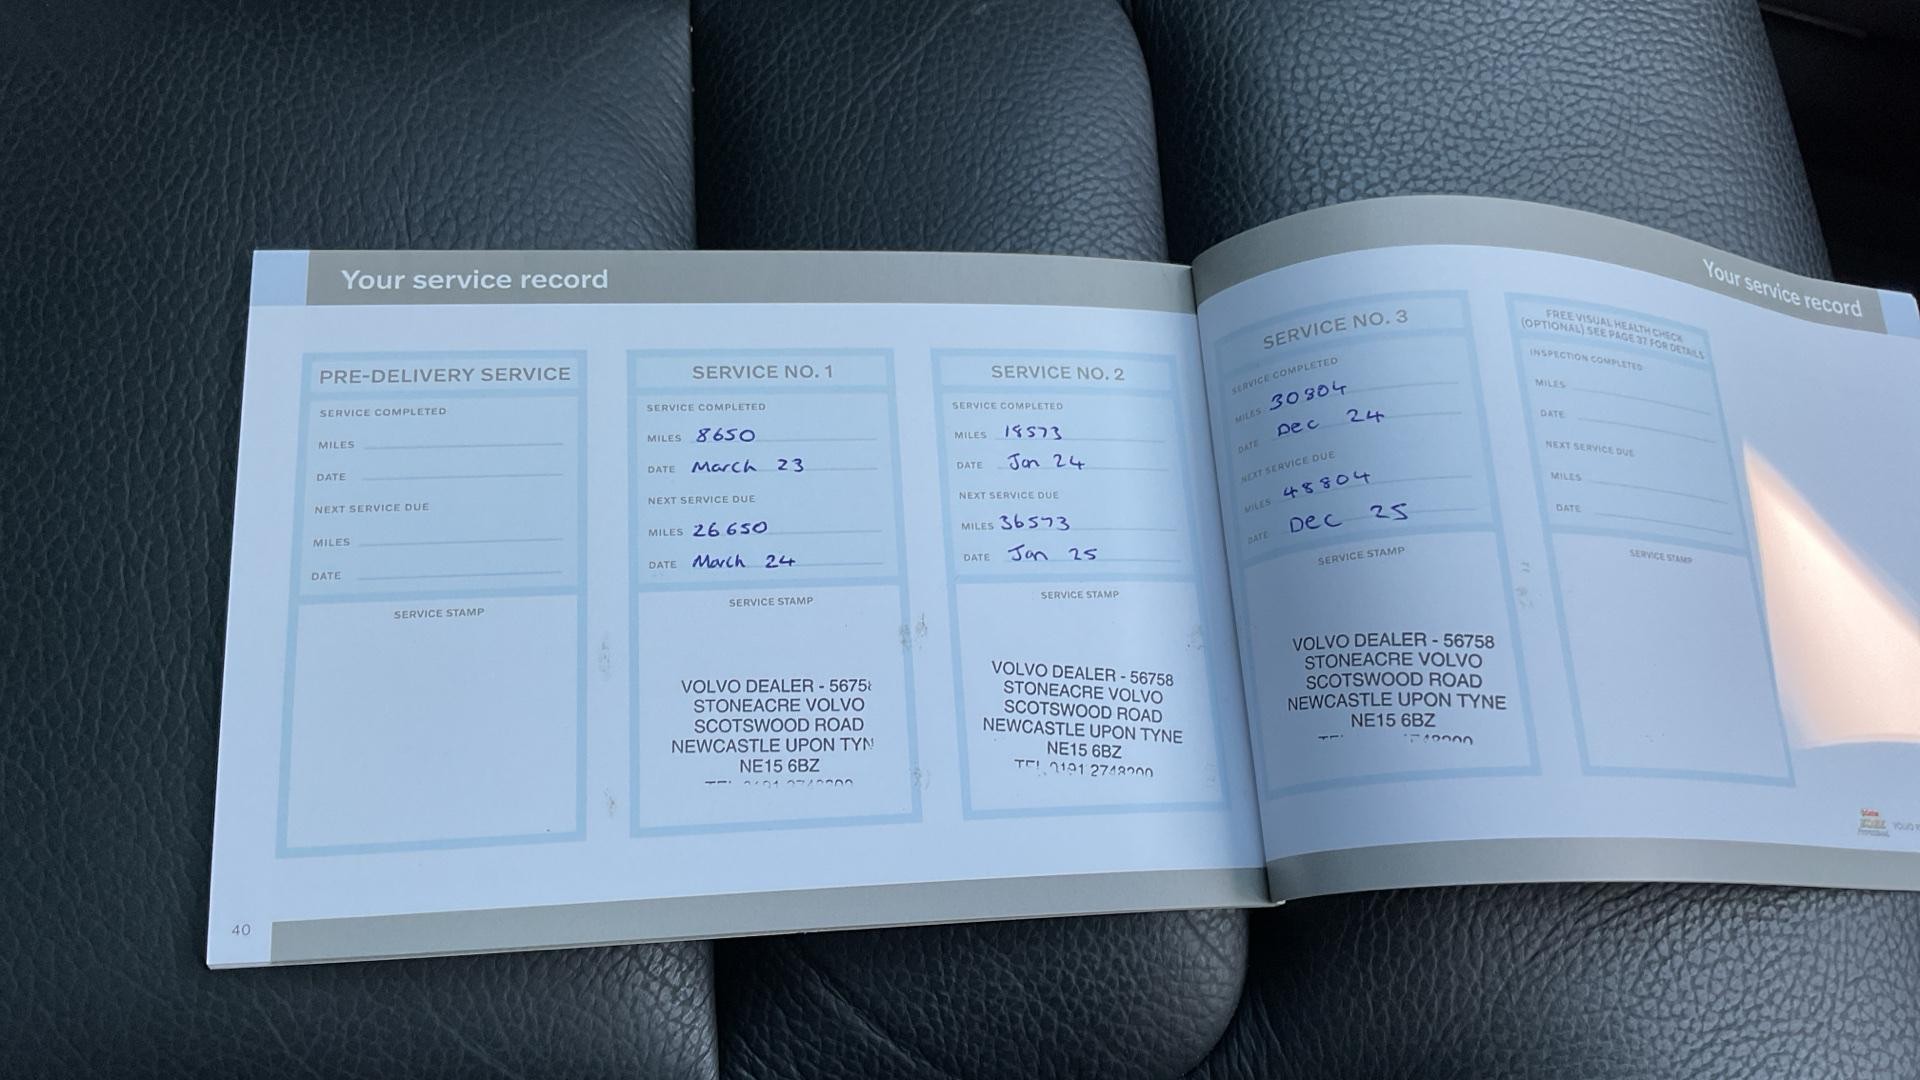 Your service record
PRE-DELIVERY SERVICE
SERVICE COMPLETED
MILES
DATE
NEXT SERVICE DUE
MILES
DATE
SERVICE STAMP
SERVICE NO. 1
SERVICE COMPLETED
MILES 8650
DATE March 23
NEXT SERVICE DUE
MILES 26650
DATE March 24
SERVICE STAMP
VOLVO DEALER - 5675
STONEACRE VOLVO
SCOTSWOOD ROAD
NEWCASTLE UPON TYN
NE15 6BZ
SERVICE NO. 2
SERVICE COMPLETED
MILES 18573
DATE Jan 24
NEXT SERVICE DUE
MILES 36573
DATE Jan 25
SERVICE STAMP
VOLVO DEALER - 56758
STONEACRE VOLVO
SCOTSWOOD ROAD
NEWCASTLE UPON TYNE
NE15 6BZ
TEL 0191 2748200
40
Your service record
SERVICE NO. 3
SERVICE COMPLETED
MILES 30804
DATE Dec 24
NEXT SERVICE DUE
MILES 48804
DATE Dec 25
SERVICE STAMP
VOLVO DEALER - 56758
STONEACRE VOLVO
SCOTSWOOD ROAD
NEWCASTLE UPON TYNE
NE15 6BZ
FREE VISUAL HEALTH CHECK
(OPTIONAL) SEE PAGE 37 FOR DETAILS
INSPECTION COMPLETED
MILES
DATE
NEXT SERVICE DUE
MILES
DATE
SERVICE STAMP